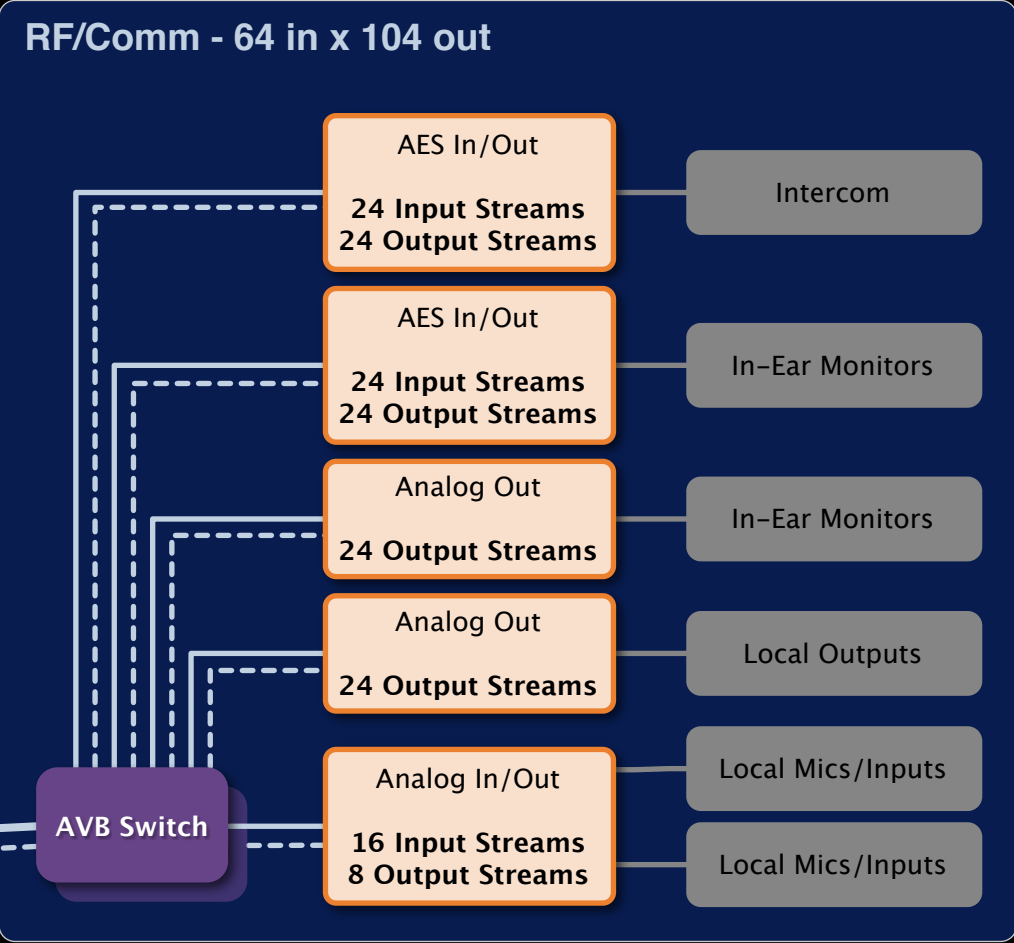 RF/Comm - 64 in x 104 out
AES In/Out
24 Input Streams
24 Output Streams
Intercom
AES In/Out
24 Input Streams
24 Output Streams
In-Ear Monitors
Analog Out
24 Output Streams
In-Ear Monitors
Analog Out
24 Output Streams
Local Outputs
Analog In/Out
16 Input Streams
8 Output Streams
Local Mics/Inputs
Local Mics/Inputs
AVB Switch